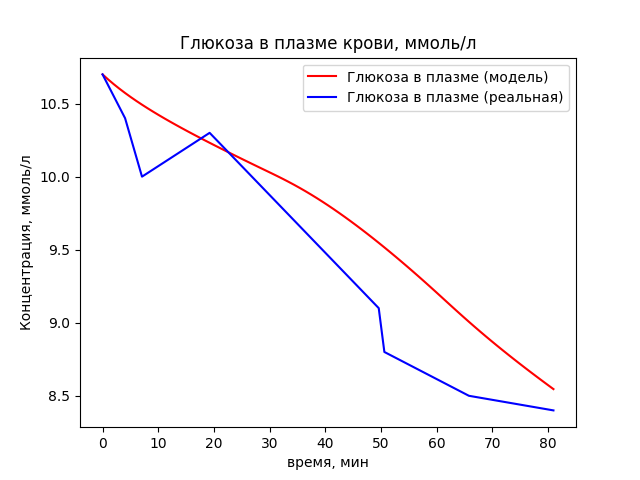 Глюкоза в плазме крови, ммоль/л
Глюкоза в плазме (модель)
Глюкоза в плазме (реальная)
Концентрация, ммоль/л
10.5
10.0
9.5
9.0
8.5
0 10 20 30 40 50 60 70 80
время, мин